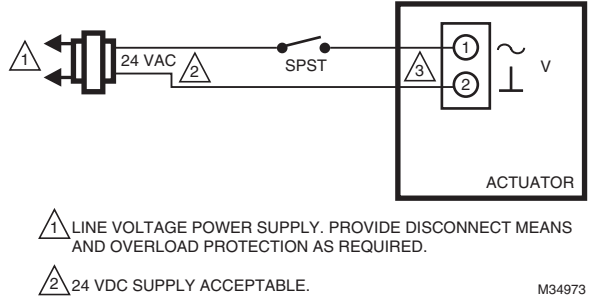 1
24 VAC
2
SPST
3
1
2
V
ACTUATOR
1 LINE VOLTAGE POWER SUPPLY. PROVIDE DISCONNECT MEANS
AND OVERLOAD PROTECTION AS REQUIRED.
2 24 VDC SUPPLY ACCEPTABLE.
M34973